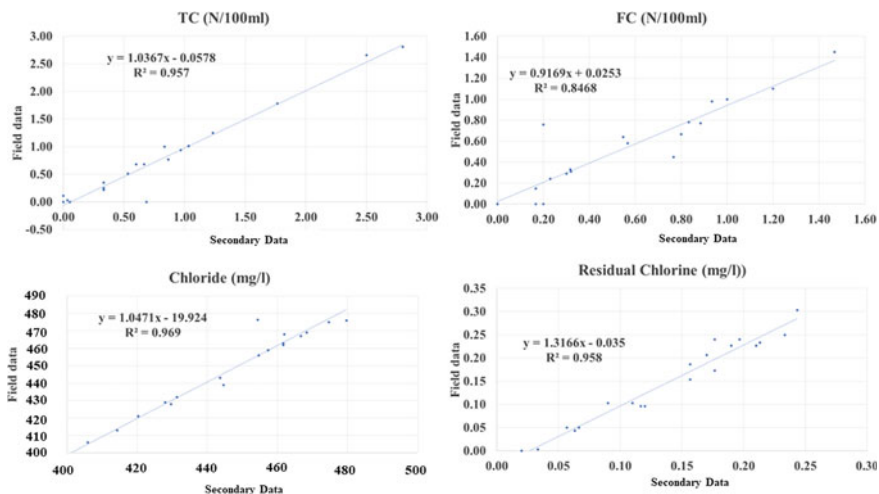 TC (N/100ml)
3.00
2.50
2.00
1.50
1.00
0.50
0.00
-0.50
Field data
y = 1.0367x - 0.0578
R² = 0.957
0.00 0.50 1.00 1.50 2.00 2.50 3.00
Secondary Data
FC (N/100ml)
1.60
1.40
1.20
1.00
0.80
0.60
0.40
0.20
0.00
Field data
y = 0.9169x + 0.0253
R² = 0.8468
0.00 0.20 0.40 0.60 0.80 1.00 1.20 1.40 1.60
Secondary Data
Chloride (mg/l)
490
480
470
460
450
440
430
420
410
400
Field data
y = 1.0471x - 19.924
R² = 0.969
400 420 440 460 480 500
Secondary Data
Residual Chlorine (mg/l))
0.35
0.30
0.25
0.20
0.15
0.10
0.05
0.00
Field data
y = 1.3166x - 0.035
R² = 0.958
0.00 0.05 0.10 0.15 0.20 0.25 0.30
Secondary Data